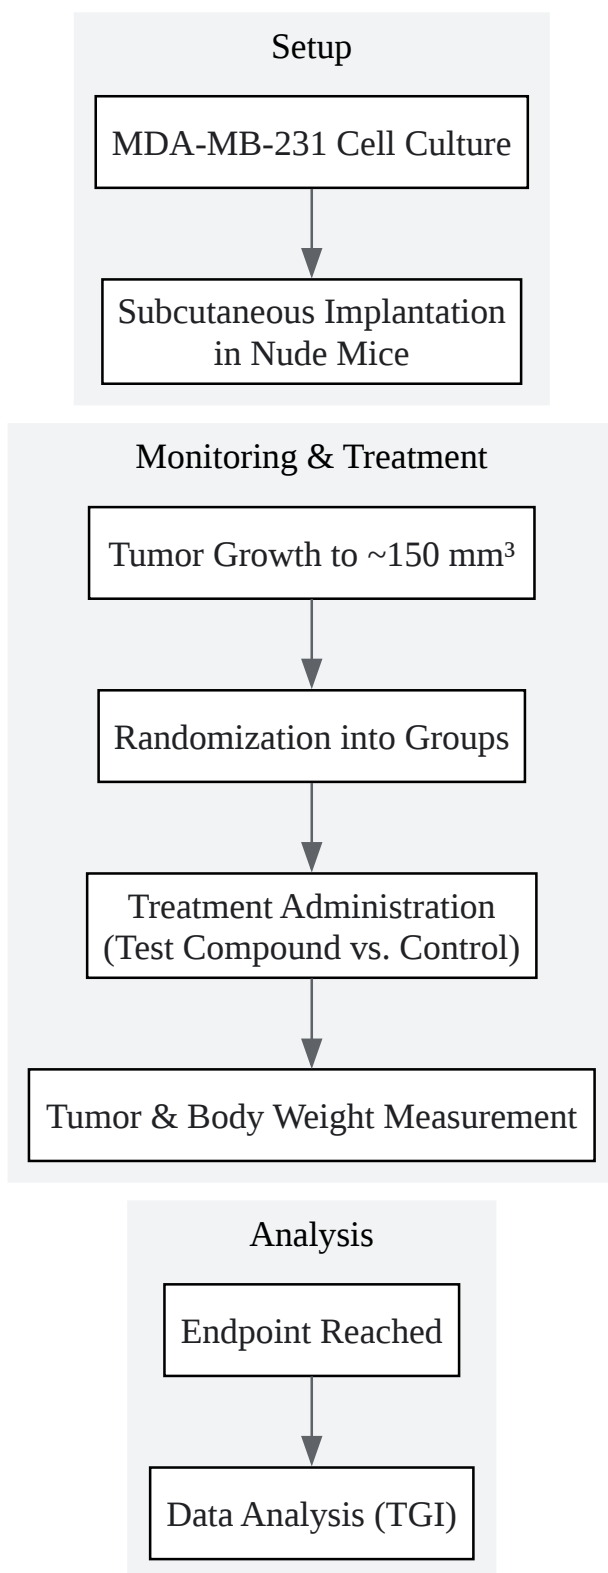 Setup
MDA-MB-231 Cell Culture
Subcutaneous Implantation
in Nude Mice
Monitoring & Treatment
Tumor Growth to ~150 mm³
Randomization into Groups
Treatment Administration
(Test Compound vs. Control)
Tumor & Body Weight Measurement
Analysis
Endpoint Reached
Data Analysis (TGI)